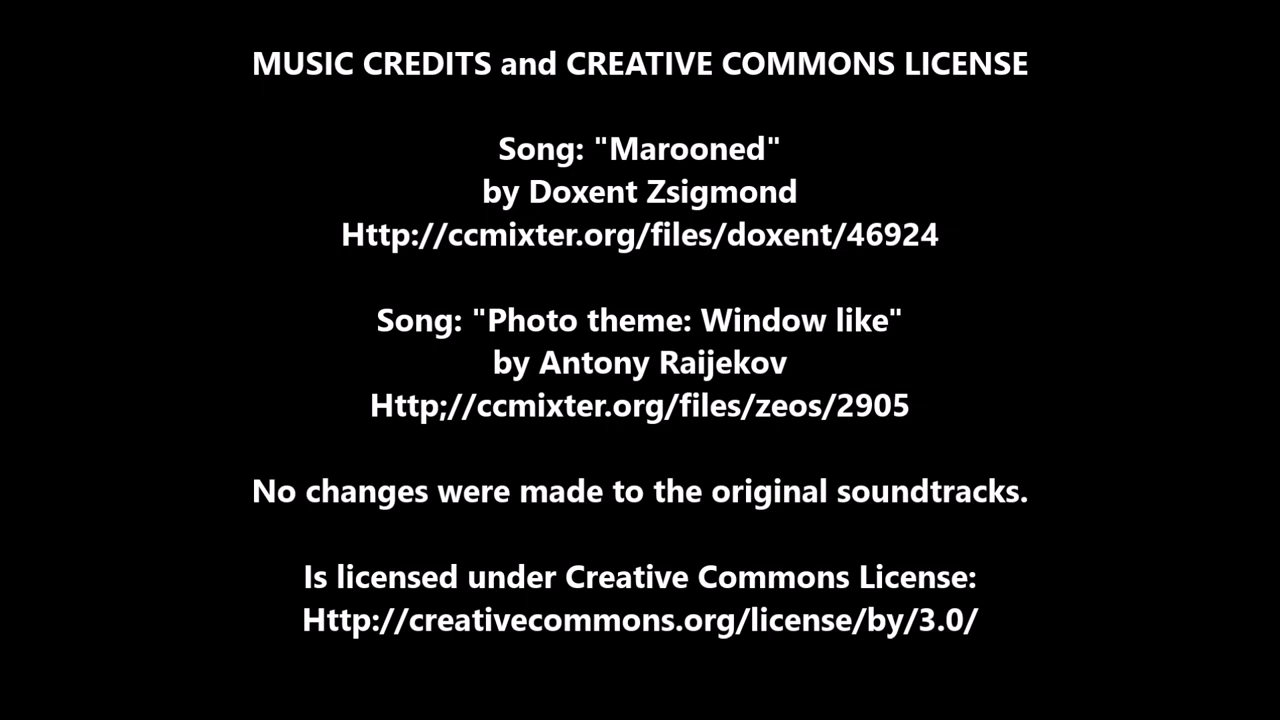 MUSIC CREDITS and CREATIVE COMMONS LICENSE
Song: "Marooned"
by Doxent Zsigmond
Http://ccmixter.org/files/doxent/46924
Song: "Photo theme: Window like"
by Antony Raijekov
Http;//ccmixter.org/files/zeos/2905
No changes were made to the original soundtracks.
Is licensed under Creative Commons License:
Http://creativecommons.org/license/by/3.0/